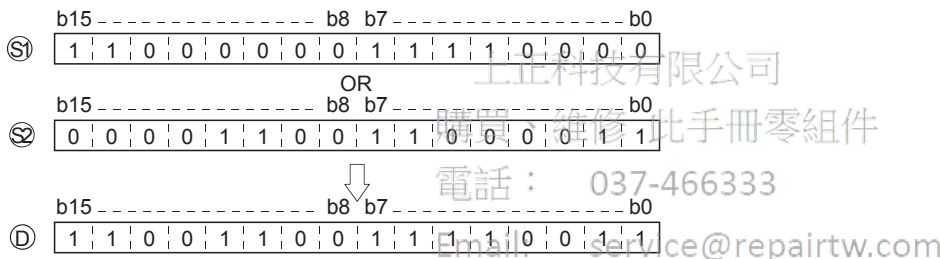 b15 b8 b7 b0
S1 1 1 0 0 0 0 0 0 1 1 1 1 0 0 0 0
上正科技有限公司
OR
b15 b8 b7 b0
S2 0 0 0 0 1 1 0 0 1 1 0 0 0 0 1 1
購買、維修 此手冊零組件
電話： 037-466333
b15 b8 b7 b0
D 1 1 0 0 1 1 0 0 1 1 1 1 0 0 1 1
Email: service@repairtw.com